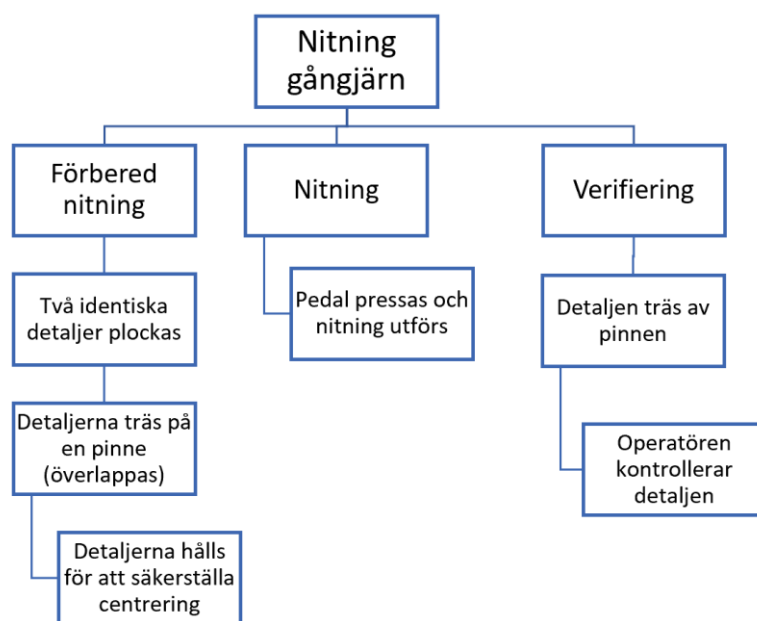 Nitning
gångjärn
Förbered
nitning
Nitning
Verifiering
Två identiska
detaljer plockas
Pedal pressas och
nitning utförs
Detaljen träs av
pinnen
Detaljerna träs på
en pinne
(överlappas)
Operatören
kontrollerar
detaljen
Detaljerna hålls
för att säkerställa
centrering